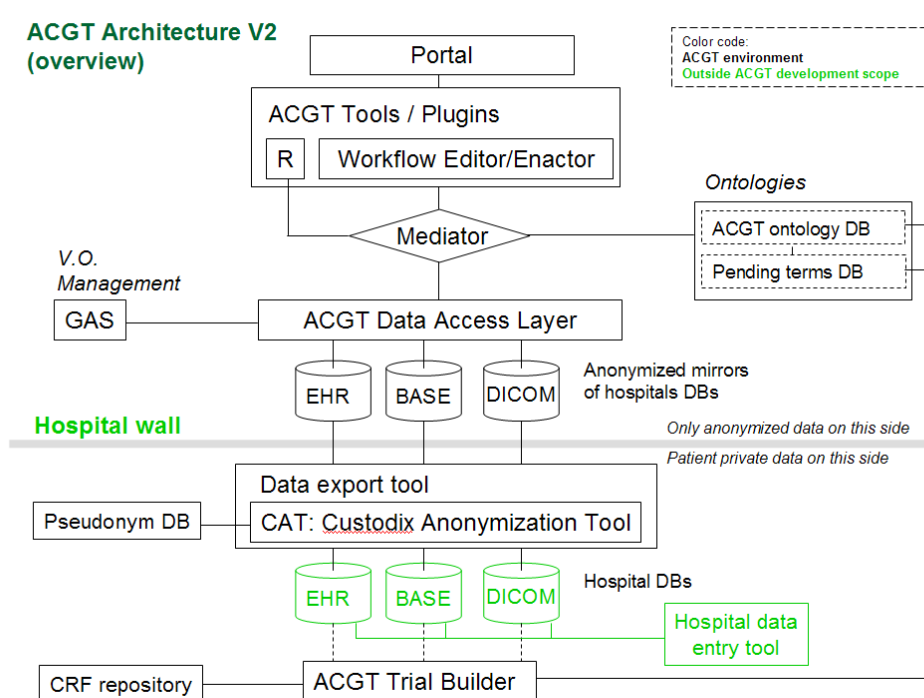 ACGT Architecture V2
(overview)
Portal
Color code:
ACGT environment
Outside ACGT development scope
ACGT Tools / Plugins
R
Workflow Editor/Enactor
Ontologies
Mediator
ACGT ontology DB
Pending terms DB
V.O.
Management
GAS
ACGT Data Access Layer
EHR
BASE
DICOM
Anonymized mirrors
of hospitals DBs
Hospital wall
Only anonymized data on this side
Patient private data on this side
Data export tool
Pseudonym DB
CAT: Custodix Anonymization Tool
EHR
BASE
DICOM
Hospital DBs
Hospital data
entry tool
CRF repository
ACGT Trial Builder